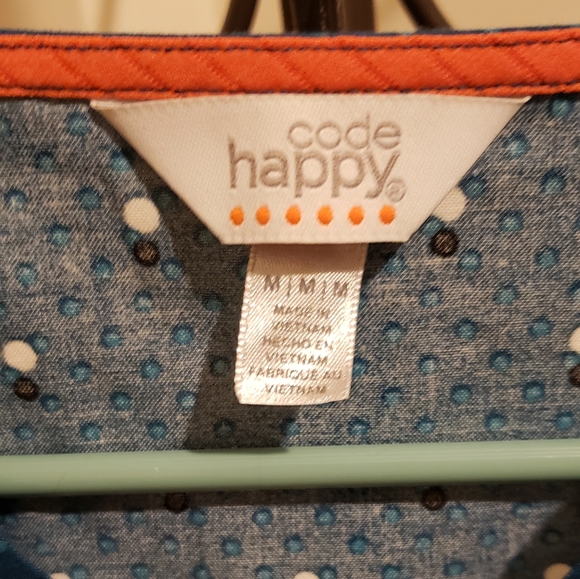 code
happy®
M|M|M
MADE IN
VIETNAM
HECHO EN
VIETNAM
FABRIQUE AU
VIETNAM